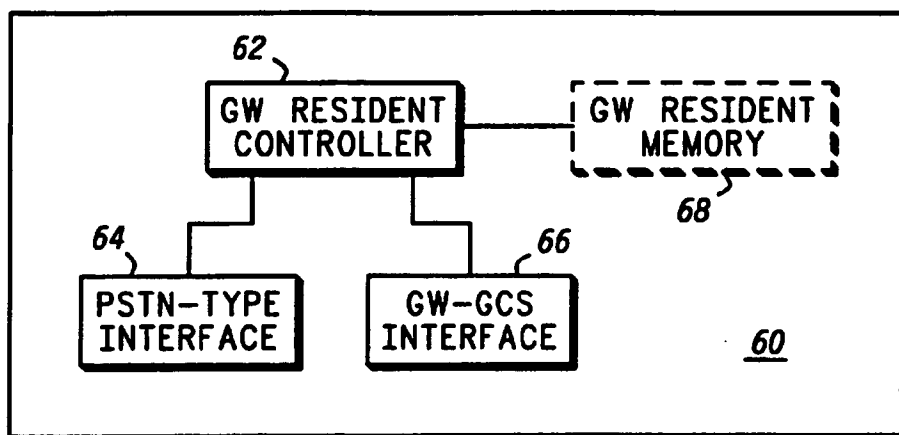 62
GW RESIDENT
CONTROLLER
GW RESIDENT
MEMORY
68
64
PSTN-TYPE
INTERFACE
66
GW-GCS
INTERFACE
60